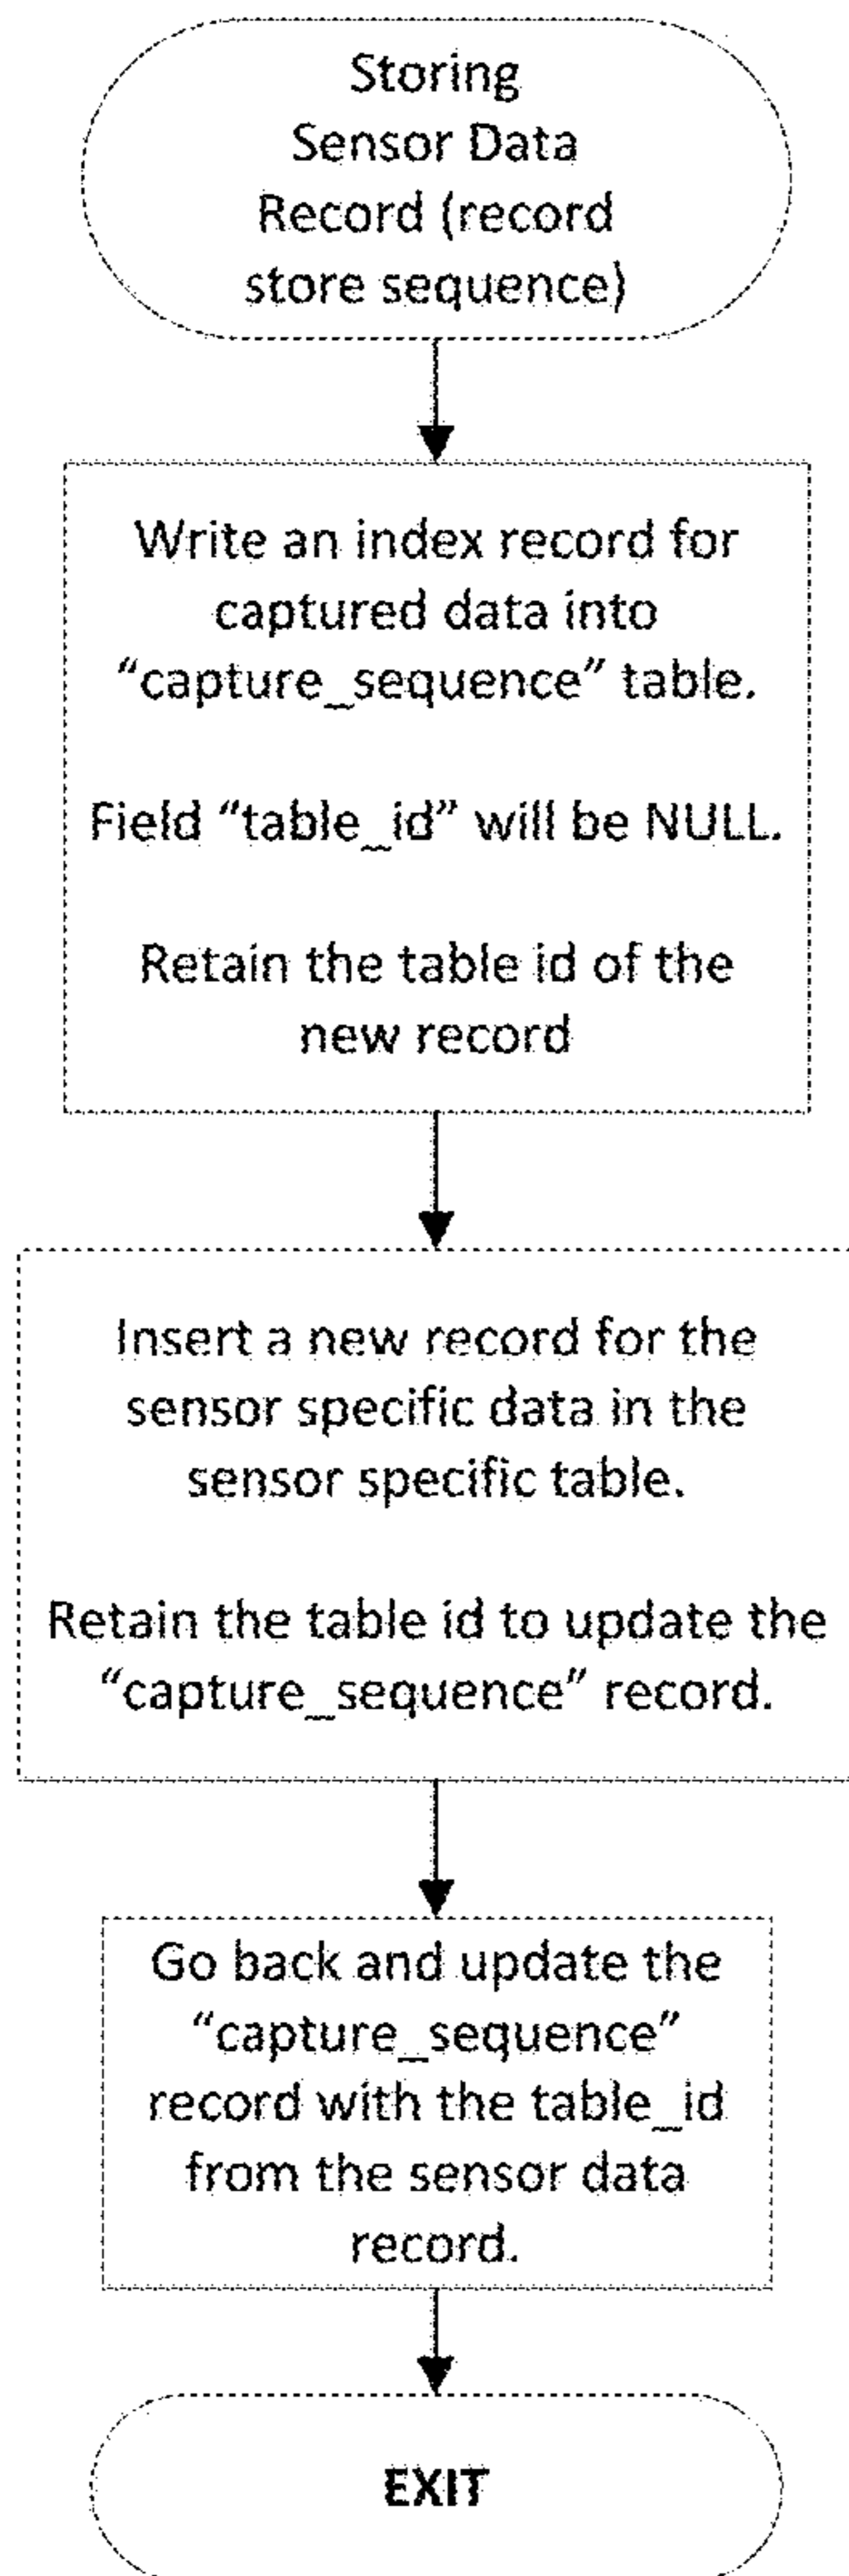 Storing
Sensor Data
Record (record
store sequence)
Write an index record for
captured data into
“capture_sequence” table.
Field “table_id” will be NULL.
Retain the table id of the
new record
Insert a new record for the
sensor specific data in the
sensor specific table.
Retain the table id to update the
“capture_sequence” record.
Go back and update the
“capture_sequence”
record with the table_id
from the sensor data
record.
EXIT